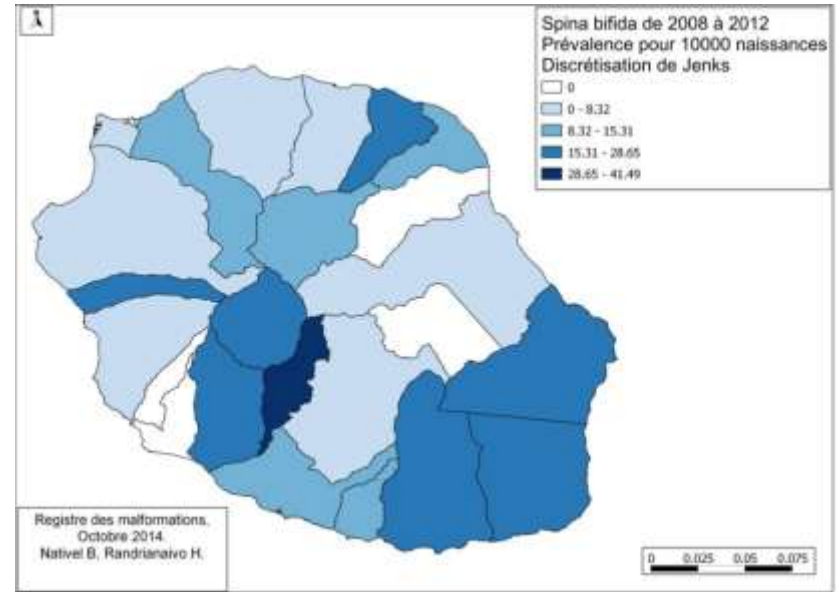 Spina bifida de 2008 à 2012
Prévalence pour 10000 naissances
Discrétisation de Jenks
0
0 - 8.32
8.32 - 15.31
15.31 - 28.65
28.65 - 41.49
Registre des malformations.
Octobre 2014.
Nativel B, Randrianaivo H.
0 0.025 0.05 0.075